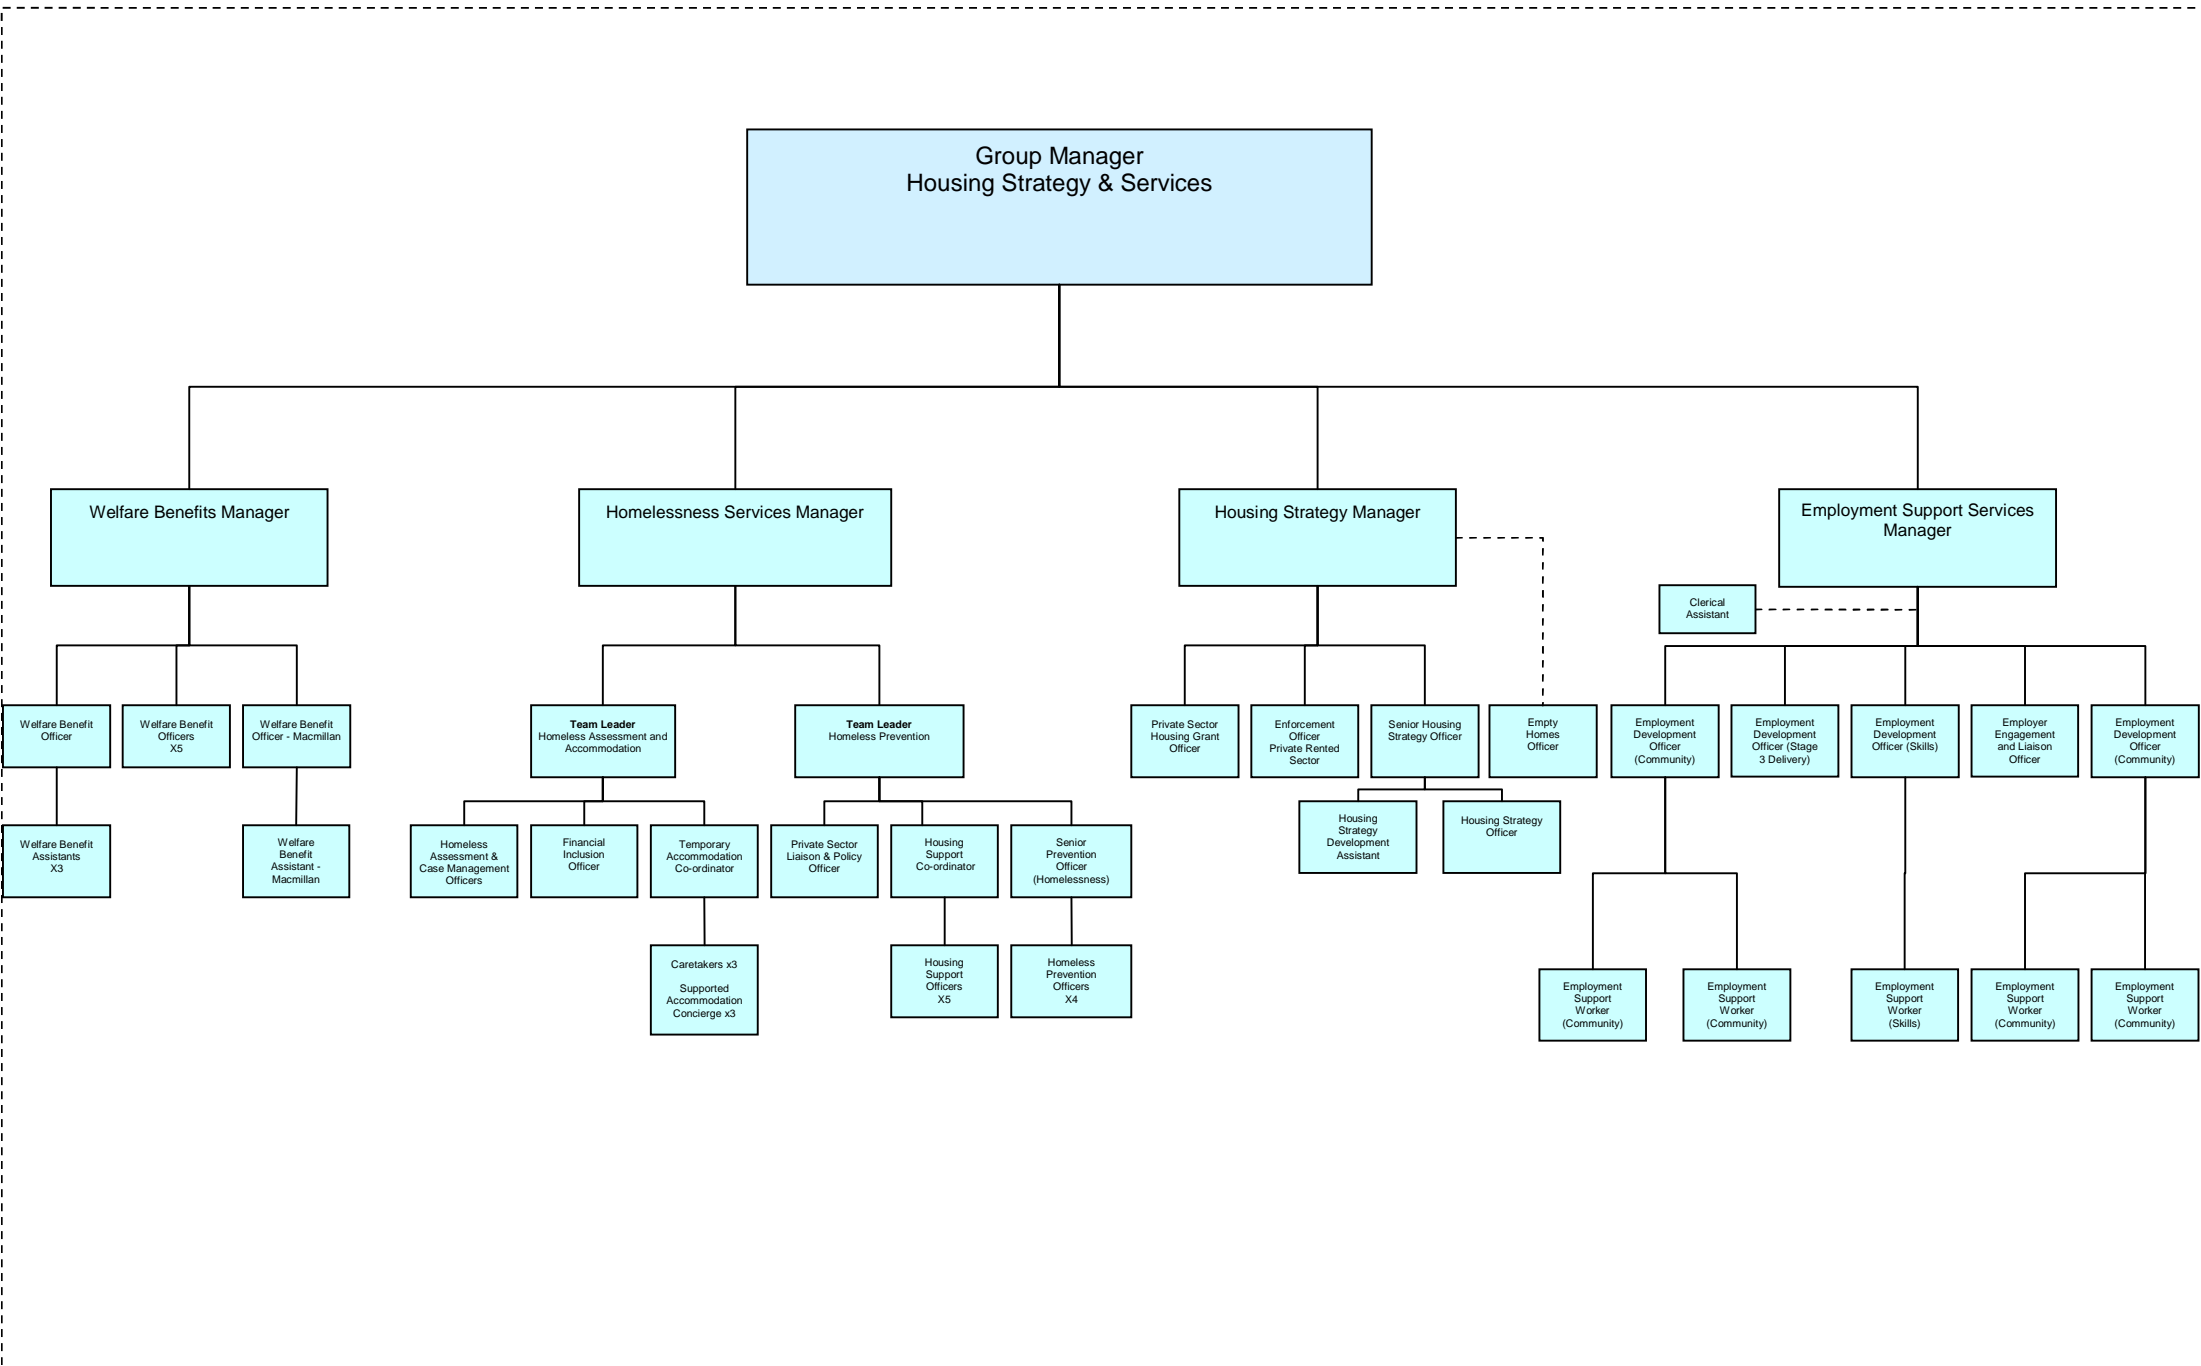 Group Manager
Housing Strategy & Services
Welfare Benefits Manager
Homelessness Services Manager
Housing Strategy Manager
Employment Support Services
Manager
Clerical
Assistant
Welfare Benefit
Officer
Welfare Benefit
Officers
X5
Welfare Benefit
Officer - Macmillan
Team Leader
Homeless Assessment and
Accommodation
Team Leader
Homeless Prevention
Private Sector
Housing Grant
Officer
Enforcement
Officer
Private Rented
Sector
Senior Housing
Strategy Officer
Empty
Homes
Officer
Employment
Development
Officer
(Community)
Employment
Development
Officer (Stage
3 Delivery)
Employment
Development
Officer (Skills)
Employer
Engagement
and Liaison
Officer
Employment
Development
Officer
(Community)
Welfare Benefit
Assistants
X3
Welfare
Benefit
Assistant -
Macmillan
Homeless
Assessment &
Case Management
Officers
Financial
Inclusion
Officer
Temporary
Accommodation
Co-ordinator
Private Sector
Liaison & Policy
Officer
Housing
Support
Co-ordinator
Senior
Prevention
Officer
(Homelessness)
Housing
Strategy
Development
Assistant
Housing Strategy
Officer
Caretakers x3
Supported
Accommodation
Concierge x3
Housing
Support
Officers
X5
Homeless
Prevention
Officers
X4
Employment
Support
Worker
(Community)
Employment
Support
Worker
(Community)
Employment
Support
Worker
(Skills)
Employment
Support
Worker
(Community)
Employment
Support
Worker
(Community)